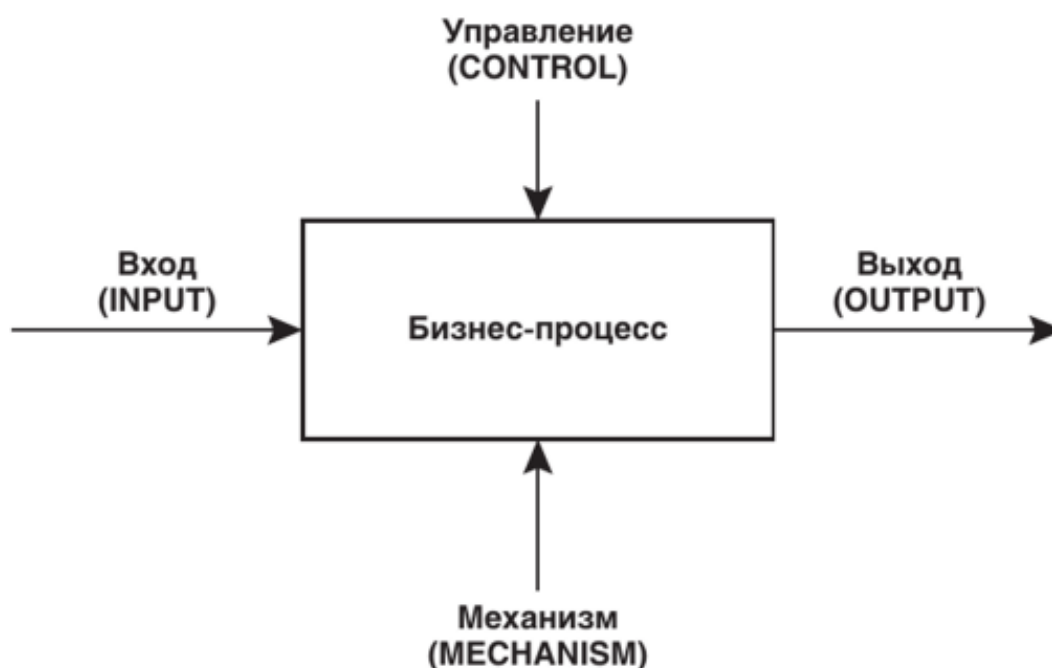 Управление
(CONTROL)
Вход
(INPUT)
Бизнес-процесс
Выход
(OUTPUT)
Механизм
(MECHANISM)